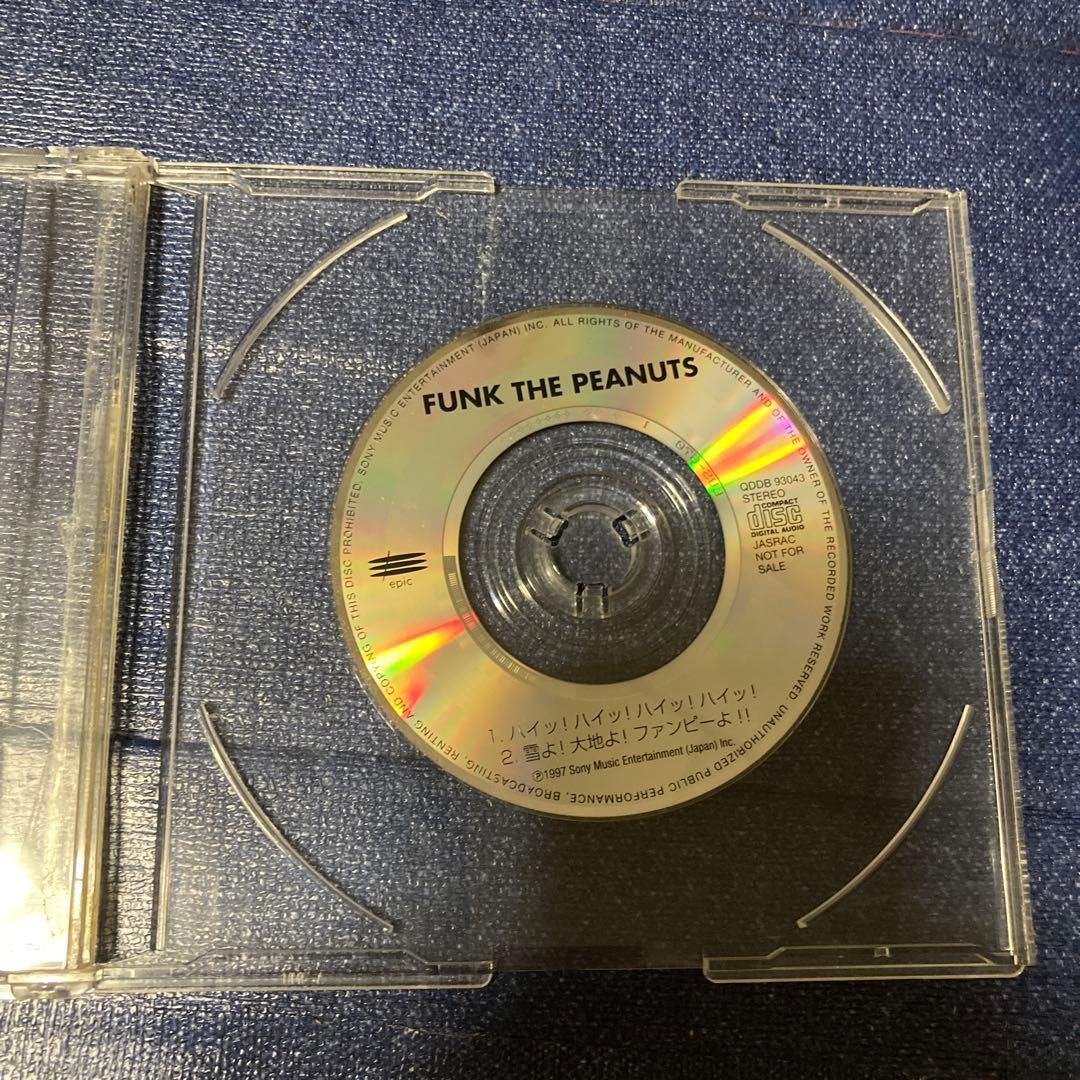 FUNK THE PEANUTS
QDDB 93043
STEREO
COMPACT
disc
DIGITAL AUDIO
JASRAC
NOT FOR
SALE
epic
1. ハイッ! ハイッ! ハイッ! ハイッ!
2. 雪よ! 大地よ! ファンピーよ!!
Ⓟ1997 Sony Music Entertainment (Japan) Inc.
SONY MUSIC ENTERTAINMENT (JAPAN) INC. ALL RIGHTS OF THE MANUFACTURER AND OF THE OWNER OF THE RECORDED WORK RESERVED. UNAUTHORIZED PUBLIC PERFORMANCE, BROADCASTING, RENTING AND COPYING OF THIS DISC PROHIBITED.